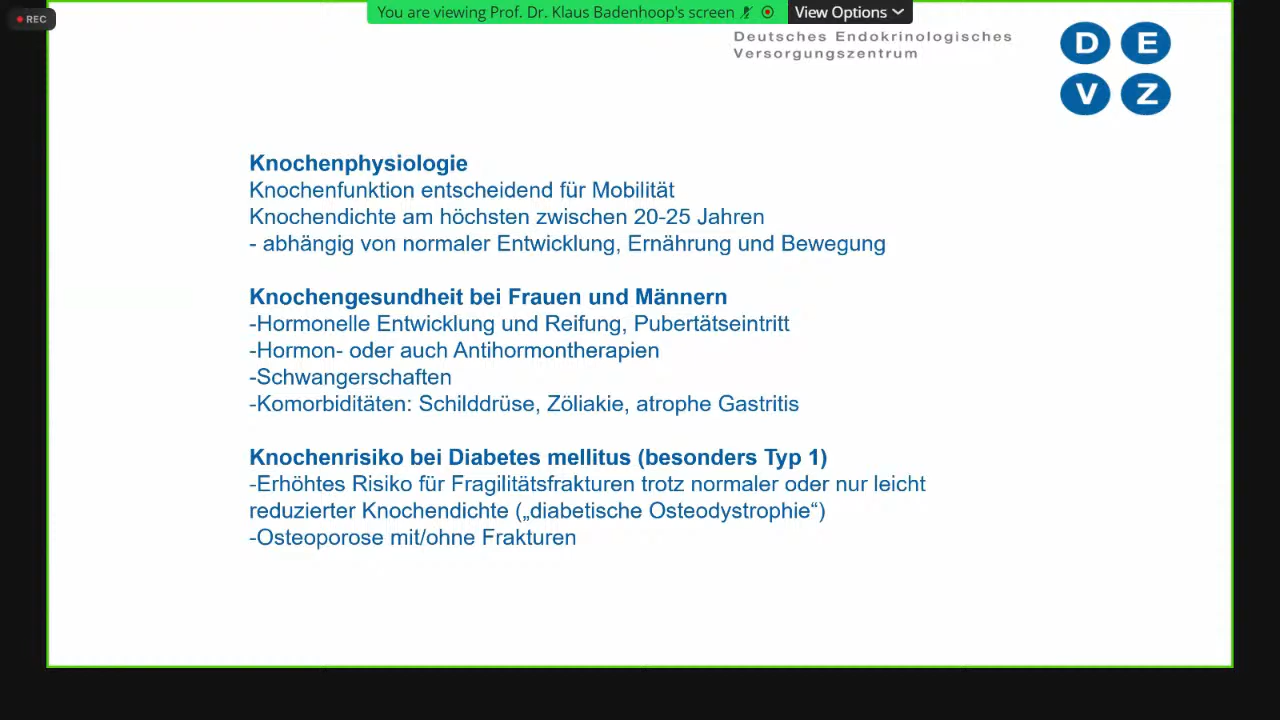 REC
You are viewing Prof. Dr. Klaus Badenhoop's screen
View Options
Deutsches Endokrinologisches
Versorgungszentrum
D E
V Z
Knochenphysiologie
Knochenfunktion entscheidend für Mobilität
Knochendichte am höchsten zwischen 20-25 Jahren
- abhängig von normaler Entwicklung, Ernährung und Bewegung
Knochengesundheit bei Frauen und Männern
-Hormonelle Entwicklung und Reifung, Pubertätseintritt
-Hormon- oder auch Antihormontherapien
-Schwangerschaften
-Komorbiditäten: Schilddrüse, Zöliakie, atrophe Gastritis
Knochenrisiko bei Diabetes mellitus (besonders Typ 1)
-Erhöhtes Risiko für Fragilitätsfrakturen trotz normaler oder nur leicht
reduzierter Knochendichte („diabetische Osteodystrophie“)
-Osteoporose mit/ohne Frakturen